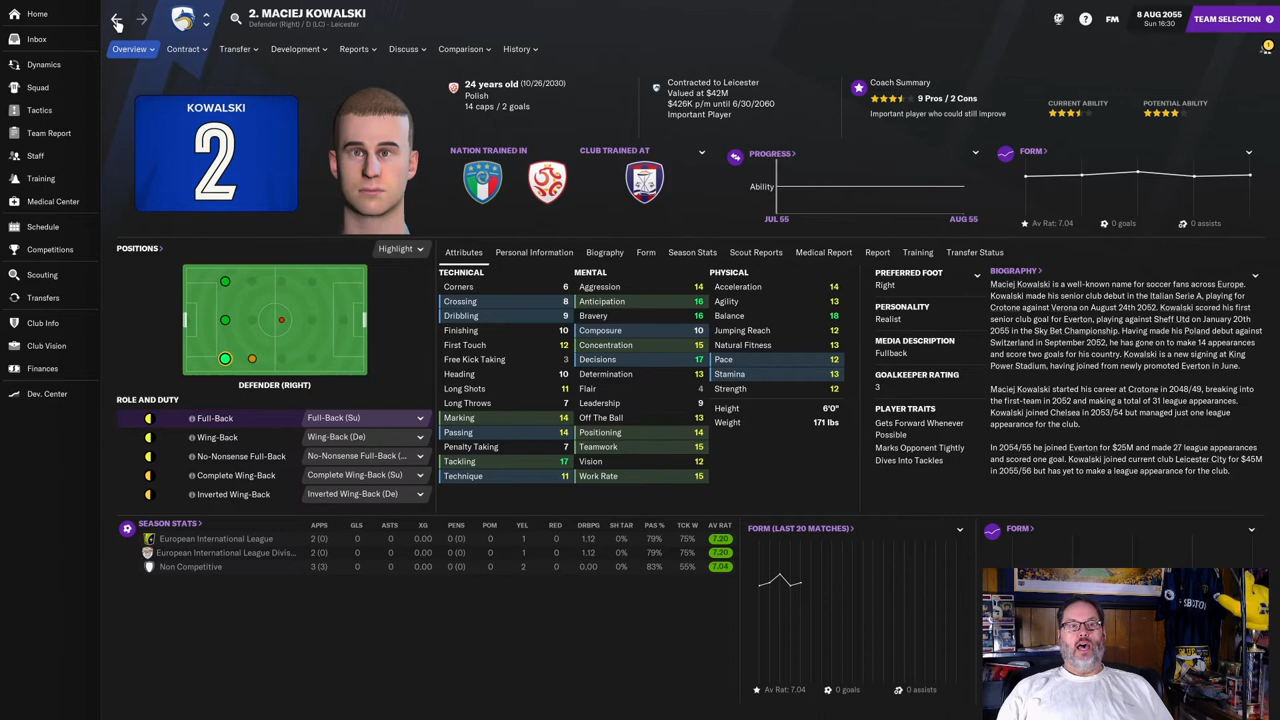 Home
Inbox
Dynamics
Squad
Tactics
Team Report
Staff
Training
Medical Center
Schedule
Competitions
Scouting
Transfers
Club Info
Club Vision
Finances
Dev. Center
2. MACIEJ KOWALSKI
Defender (Right) / D (LC) - Leicester
FM
8 AUG 2055
Sun 16:30
TEAM SELECTION
Overview
Contract
Transfer
Development
Reports
Discuss
Comparison
History
KOWALSKI
2
24 years old (10/26/2030)
Polish
14 caps / 2 goals
Contracted to Leicester
Valued at $42M
$426K p/m until 6/30/2060
Important Player
Coach Summary
9 Pros / 2 Cons
Important player who could still improve
CURRENT ABILITY
POTENTIAL ABILITY
NATION TRAINED IN
CLUB TRAINED AT
PROGRESS
Ability
JUL 55
AUG 55
FORM
Av Rat: 7.04
0 goals
0 assists
POSITIONS
Highlight
DEFENDER (RIGHT)
ROLE AND DUTY
Full-Back Full-Back (Su)
Wing-Back Wing-Back (De)
No-Nonsense Full-Back No-Nonsense Full-Back (...
Complete Wing-Back Complete Wing-Back (Su)
Inverted Wing-Back Inverted Wing-Back (De)
Attributes
Personal Information
Biography
Form
Season Stats
Scout Reports
Medical Report
Report
Training
Transfer Status
TECHNICAL
Corners 6
Crossing 8
Dribbling 9
Finishing 10
First Touch 12
Free Kick Taking 3
Heading 10
Long Shots 11
Long Throws 7
Marking 14
Passing 14
Penalty Taking 7
Tackling 17
Technique 11
MENTAL
Aggression 14
Anticipation 16
Bravery 16
Composure 10
Concentration 15
Decisions 17
Determination 13
Flair 4
Leadership 9
Off The Ball 13
Positioning 14
Teamwork 15
Vision 12
Work Rate 15
PHYSICAL
Acceleration 14
Agility 13
Balance 18
Jumping Reach 12
Natural Fitness 13
Pace 12
Stamina 13
Strength 12
Height 6'0"
Weight 171 lbs
PREFERRED FOOT
Right
PERSONALITY
Realist
MEDIA DESCRIPTION
Fullback
GOALKEEPER RATING
3
PLAYER TRAITS
Gets Forward Whenever
Possible
Marks Opponent Tightly
Dives Into Tackles
BIOGRAPHY
Maciej Kowalski is a well-known name for soccer fans across Europe.
Kowalski made his senior club debut in the Italian Serie A, playing for
Crotone against Verona on August 24th 2052. Kowalski scored his
first senior club goal for Everton, playing against Sheff Utd on January 20th
2055 in the Sky Bet Championship. Having made his Poland debut against
Switzerland in September 2052, he has gone on to make 14 appearances
and score two goals for his country. Kowalski is a new signing at King
Power Stadium, having joined from newly promoted Everton in June.
Maciej Kowalski started his career at Crotone in 2048/49, breaking into
the first-team in 2052 and making a total of 31 league appearances.
Kowalski joined Chelsea in 2053/54 but managed just one league
appearance for the club.
In 2054/55 he joined Everton for $25M and made 27 league appearances
and scored one goal. Kowalski joined current club Leicester City for $45M
in 2055/56 but has yet to make a league appearance for the club.
SEASON STATS APPS GLS ASTS XG PENS POM YEL RED DRBPG SH TAR PAS % TCK W AV RAT
European International League 2 (0) 0 0 0.00 0 (0) 0 1 0 1.12 0% 79% 75% 7.20
European International League Divis... 2 (0) 0 0 0.00 0 (0) 0 1 0 1.12 0% 79% 75% 7.20
Non Competitive 3 (3) 0 0 0.00 0 (0) 0 2 0 0.00 0% 83% 55% 7.04
FORM (LAST 20 MATCHES)
Av Rat: 7.04
0 goals
0 assists
FORM